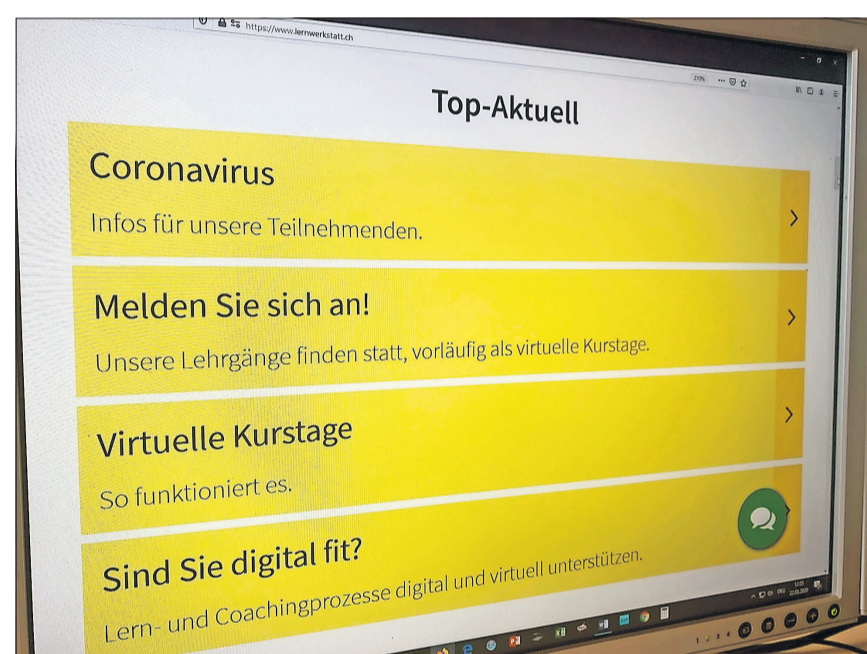 https://www.lernwerkstatt.ch
270%
Top-Aktuell
Coronavirus
Infos für unsere Teilnehmenden.
Melden Sie sich an!
Unsere Lehrgänge finden statt, vorläufig als virtuelle Kurstage.
Virtuelle Kurstage
So funktioniert es.
Sind Sie digital fit?
Lern- und Coachingprozesse digital und virtuell unterstützen.
DEU